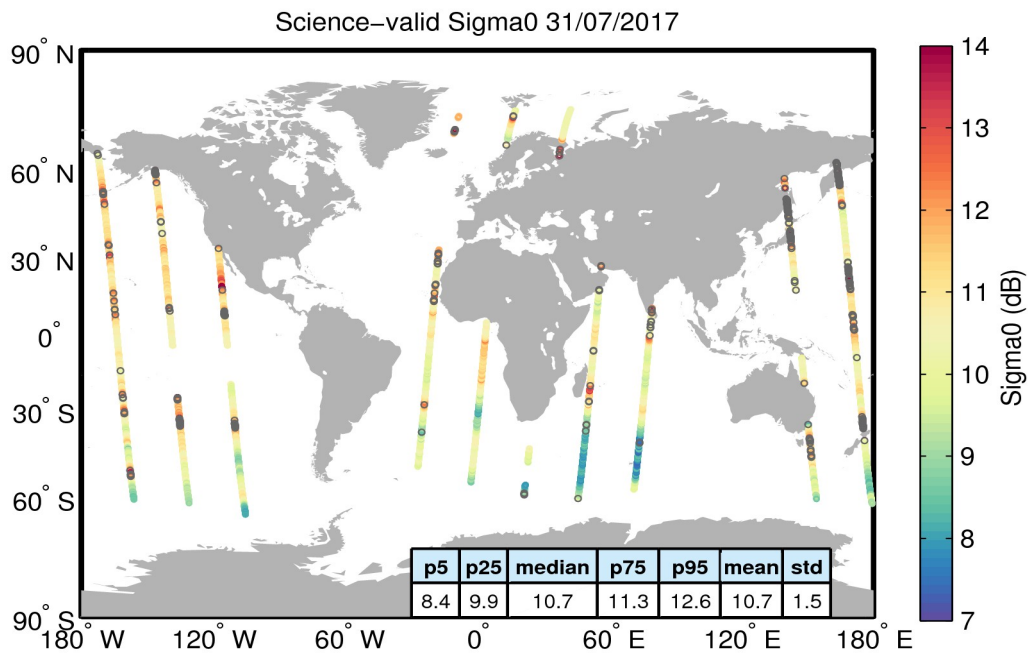 Science−valid Sigma0 31/07/2017
90° N
60° N
30° N
0°
30° S
60° S
90° S
180° W
120° W
60° W
0°
60° E
120° E
180° E
p5 p25 median p75 p95 mean std
8.4 9.9 10.7 11.3 12.6 10.7 1.5
14
13
12
11
10
9
8
7
Sigma0 (dB)